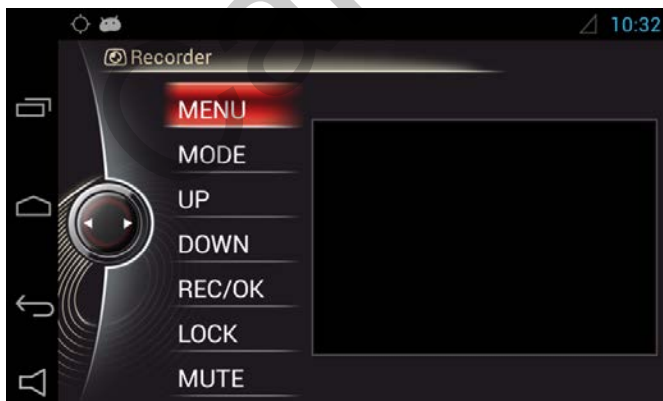 10:32
Recorder
MENU
MODE
UP
DOWN
REC/OK
LOCK
MUTE